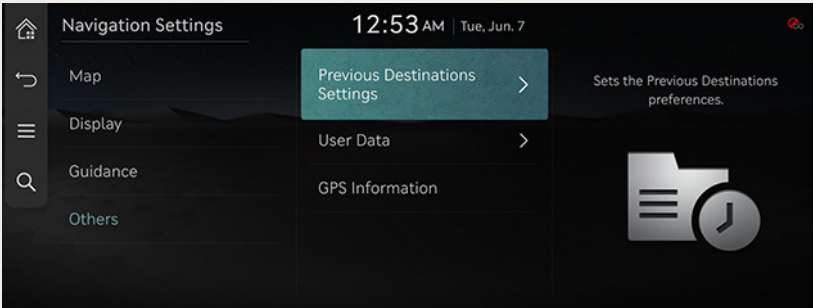 Navigation Settings
12:53 AM | Tue, Jun. 7
Map
Display
Guidance
Others
Previous Destinations
Settings
User Data
GPS Information
Sets the Previous Destinations
preferences.